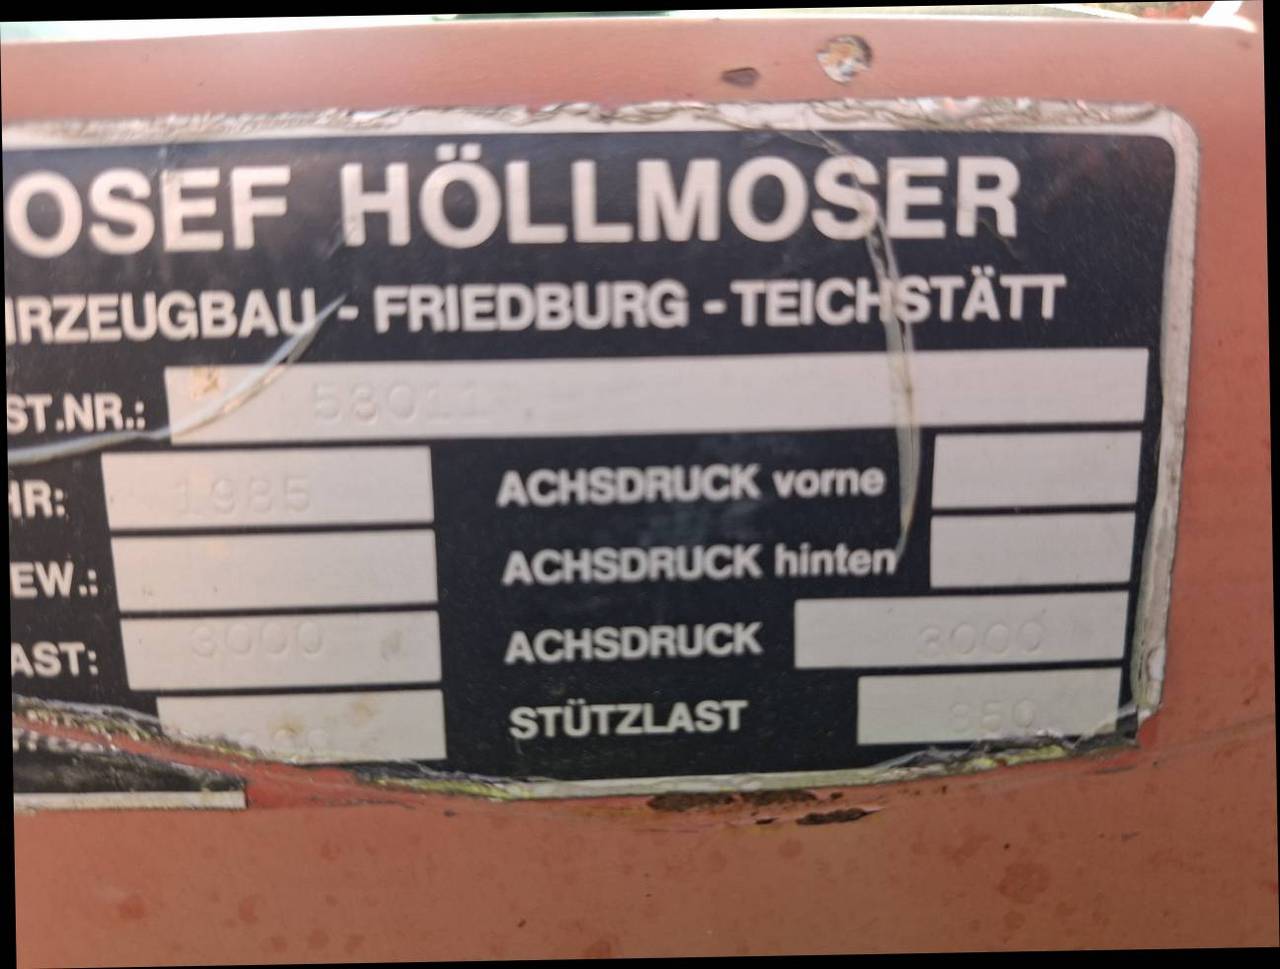 OSEF HÖLLMOSER
RZEUGBAU - FRIEDBURG - TEICHSTÄTT
ST.NR.: 58011
HR: 1985 ACHSDRUCK vorne
EW.: ACHSDRUCK hinten
AST: 3000 ACHSDRUCK 3000
STÜTZLAST 350